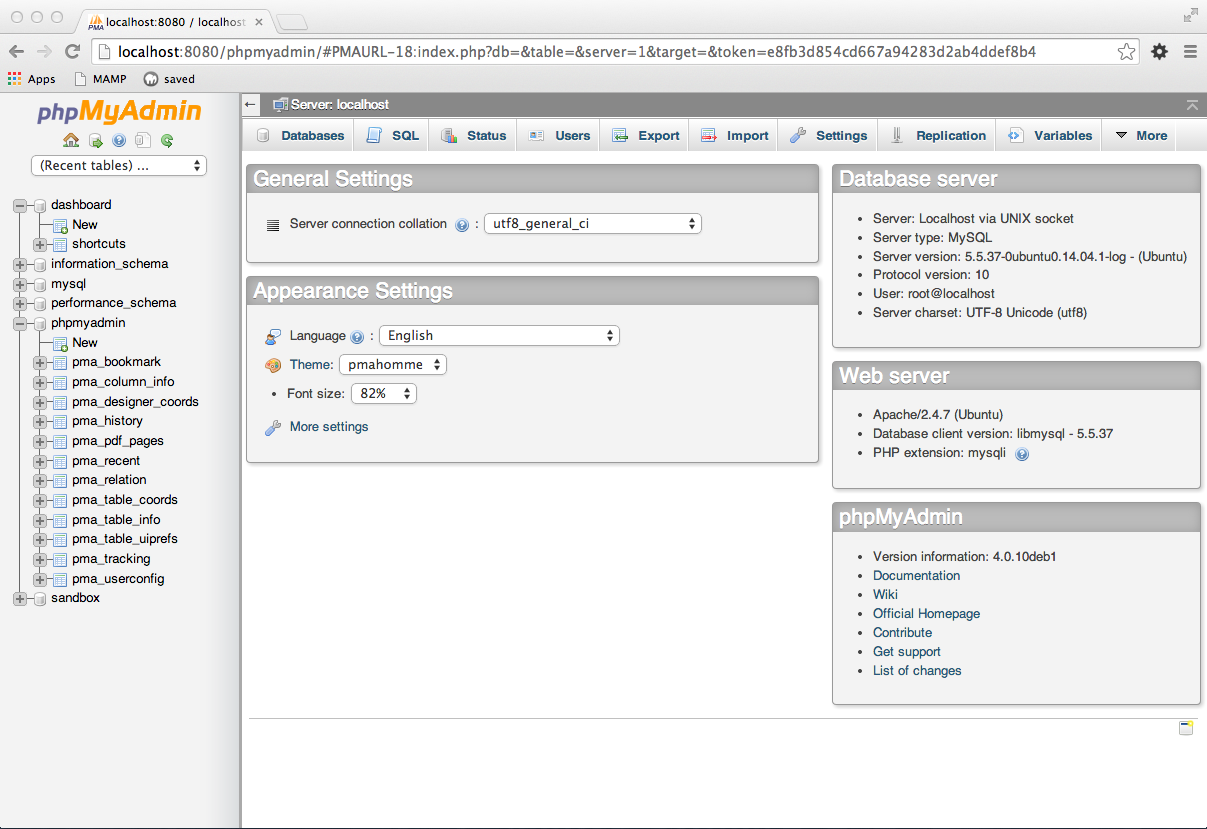 localhost:8080 / localhost
localhost:8080/phpmyadmin/#PMAURL-18:index.php?db=&table=&server=1&target=&token=e8fb3d854cd667a94283d2ab4ddef8b4
Apps MAMP saved
phpMyAdmin
(Recent tables) ...
dashboard
New
shortcuts
information_schema
mysql
performance_schema
phpmyadmin
New
pma_bookmark
pma_column_info
pma_designer_coords
pma_history
pma_pdf_pages
pma_recent
pma_relation
pma_table_coords
pma_table_info
pma_table_uiprefs
pma_tracking
pma_userconfig
sandbox
Server: localhost
Databases SQL Status Users Export Import Settings Replication Variables More
General Settings
Server connection collation : utf8_general_ci
Appearance Settings
Language : English
Theme: pmahomme
• Font size: 82%
More settings
Database server
• Server: Localhost via UNIX socket
• Server type: MySQL
• Server version: 5.5.37-0ubuntu0.14.04.1-log - (Ubuntu)
• Protocol version: 10
• User: root@localhost
• Server charset: UTF-8 Unicode (utf8)
Web server
• Apache/2.4.7 (Ubuntu)
• Database client version: libmysql - 5.5.37
• PHP extension: mysqli
phpMyAdmin
• Version information: 4.0.10deb1
• Documentation
• Wiki
• Official Homepage
• Contribute
• Get support
• List of changes